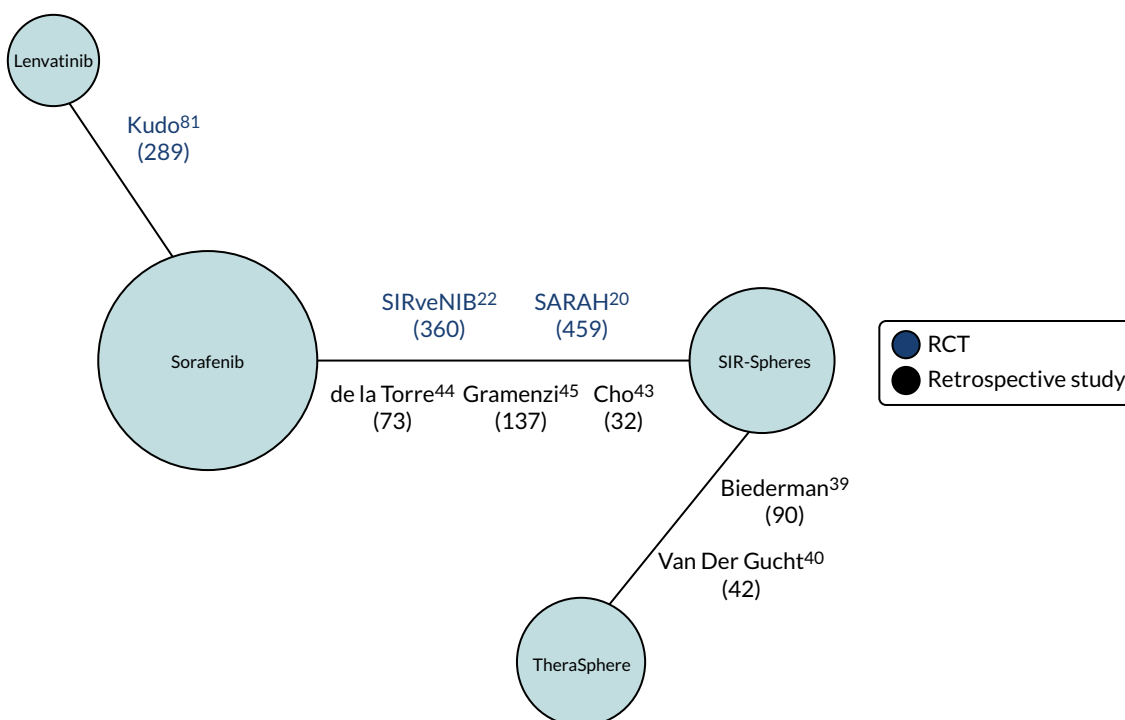 Lenvatinib
Kudo81
(289)
SIRveNIB22
(360)
SARAH20
(459)
Sorafenib
SIR-Spheres
RCT
Retrospective study
de la Torre44
(73)
Gramenzi45
(137)
Cho43
(32)
Biederman39
(90)
Van Der Gucht40
(42)
TheraSphere